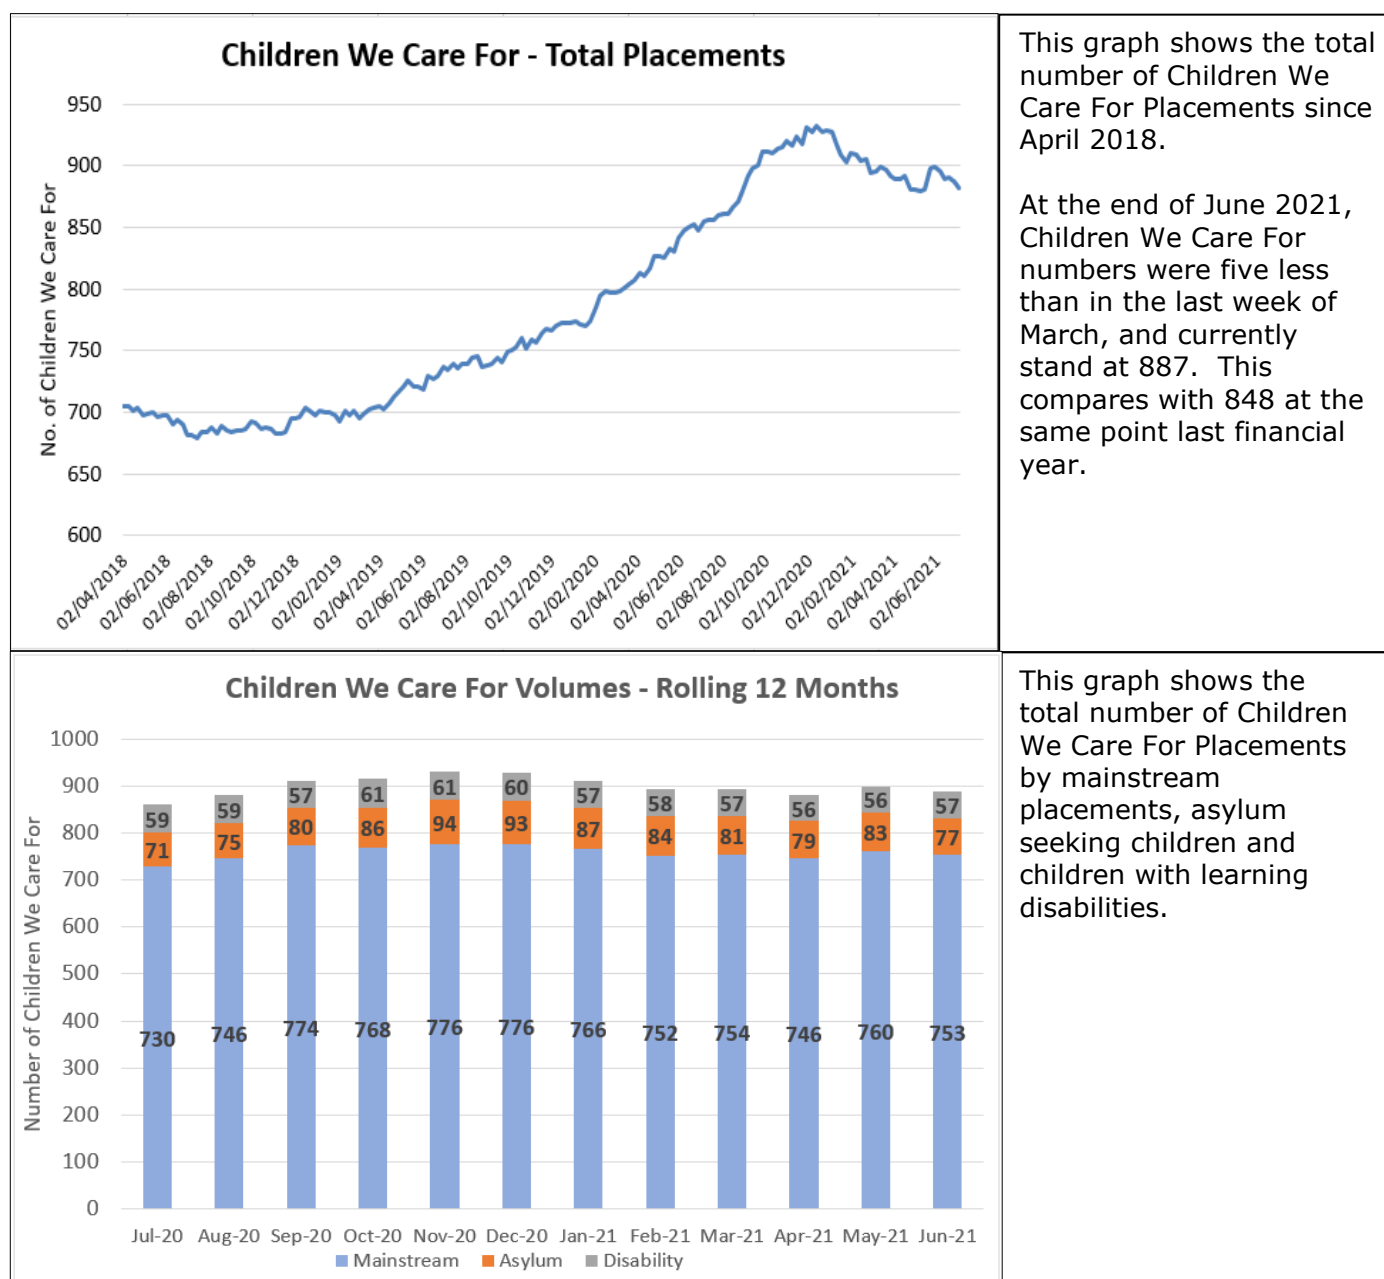 Children We Care For - Total Placements
No. of Children We Care For
950
900
850
800
750
700
650
600
02/04/2018
02/06/2018
02/08/2018
02/10/2018
02/12/2018
02/02/2019
02/04/2019
02/06/2019
02/08/2019
02/10/2019
02/12/2019
02/02/2020
02/04/2020
02/06/2020
02/08/2020
02/10/2020
02/12/2020
02/02/2021
02/04/2021
02/06/2021
This graph shows the total
number of Children We
Care For Placements since
April 2018.
At the end of June 2021,
Children We Care For
numbers were five less
than in the last week of
March, and currently
stand at 887.  This
compares with 848 at the
same point last financial
year.
Children We Care For Volumes - Rolling 12 Months
Number of Children We Care For
1000
900
800
700
600
500
400
300
200
100
0
59 59 57 61 61 60 57 58 57 56 56 57
71 75 80 86 94 93 87 84 81 79 83 77
730 746 774 768 776 776 766 752 754 746 760 753
Jul-20 Aug-20 Sep-20 Oct-20 Nov-20 Dec-20 Jan-21 Feb-21 Mar-21 Apr-21 May-21 Jun-21
Mainstream Asylum Disability
This graph shows the
total number of Children
We Care For Placements
by mainstream
placements, asylum
seeking children and
children with learning
disabilities.